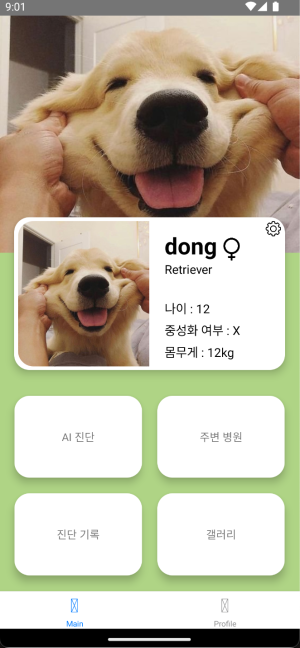 9:01
dong
Retriever
나이 : 12
중성화 여부 : X
몸무게 : 12kg
AI 진단
주변 병원
진단 기록
갤러리
Main
Profile